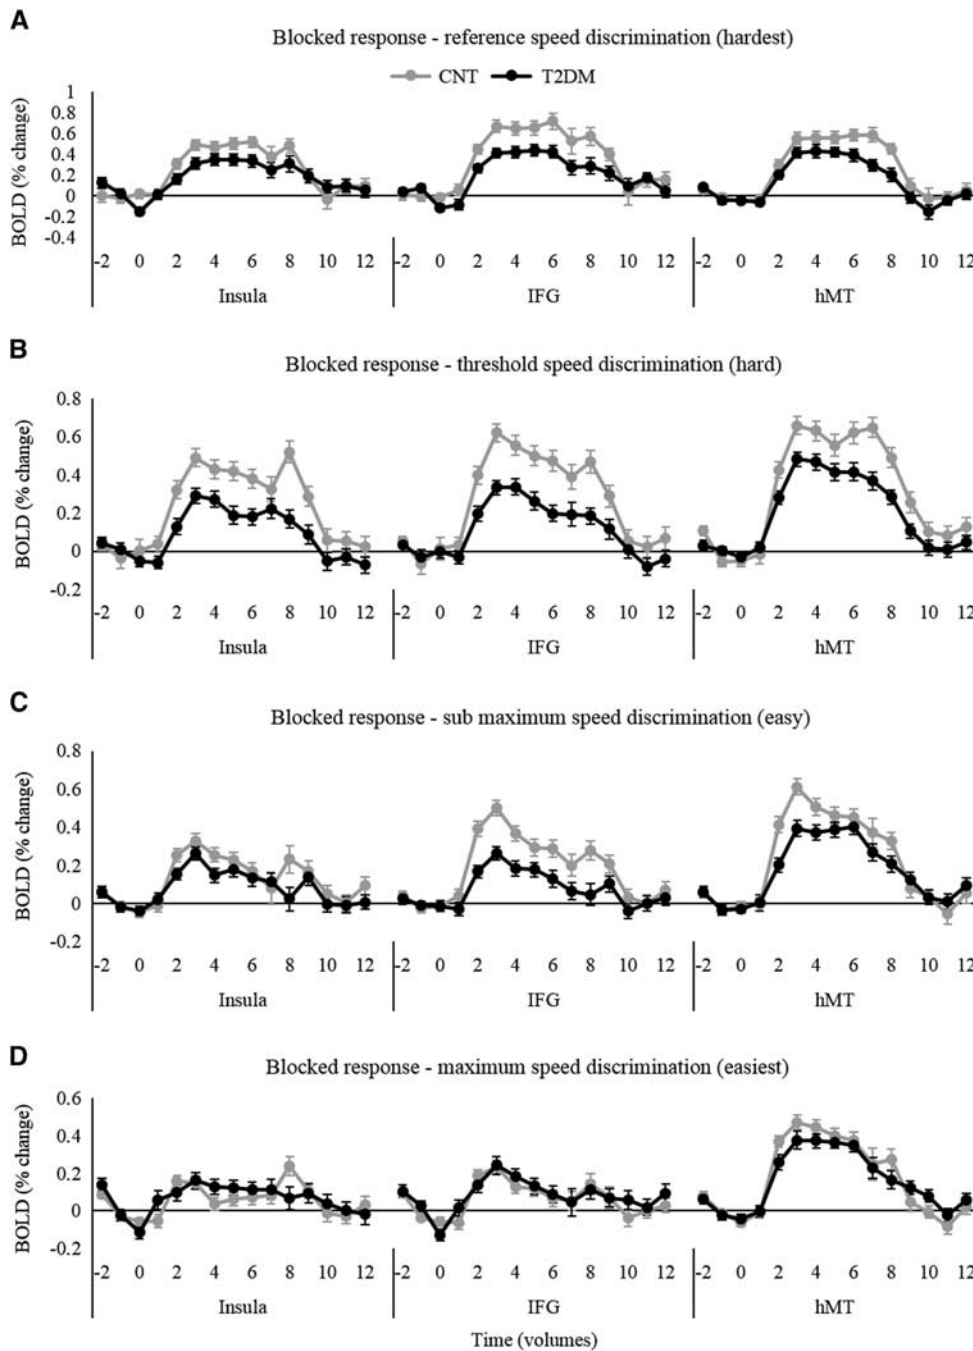 A
Blocked response - reference speed discrimination (hardest)
CNT T2DM
BOLD (% change)
1
0.8
0.6
0.4
0.2
0
-0.2
-0.4
-2 0 2 4 6 8 10 12 -2 0 2 4 6 8 10 12 -2 0 2 4 6 8 10 12
Insula IFG hMT
B
Blocked response - threshold speed discrimination (hard)
BOLD (% change)
0.8
0.6
0.4
0.2
0
-0.2
-2 0 2 4 6 8 10 12 -2 0 2 4 6 8 10 12 -2 0 2 4 6 8 10 12
Insula IFG hMT
C
Blocked response - sub maximum speed discrimination (easy)
BOLD (% change)
0.8
0.6
0.4
0.2
0
-0.2
-2 0 2 4 6 8 10 12 -2 0 2 4 6 8 10 12 -2 0 2 4 6 8 10 12
Insula IFG hMT
D
Blocked response - maximum speed discrimination (easiest)
BOLD (% change)
0.6
0.4
0.2
0
-0.2
-2 0 2 4 6 8 10 12 -2 0 2 4 6 8 10 12 -2 0 2 4 6 8 10 12
Insula IFG hMT
Time (volumes)